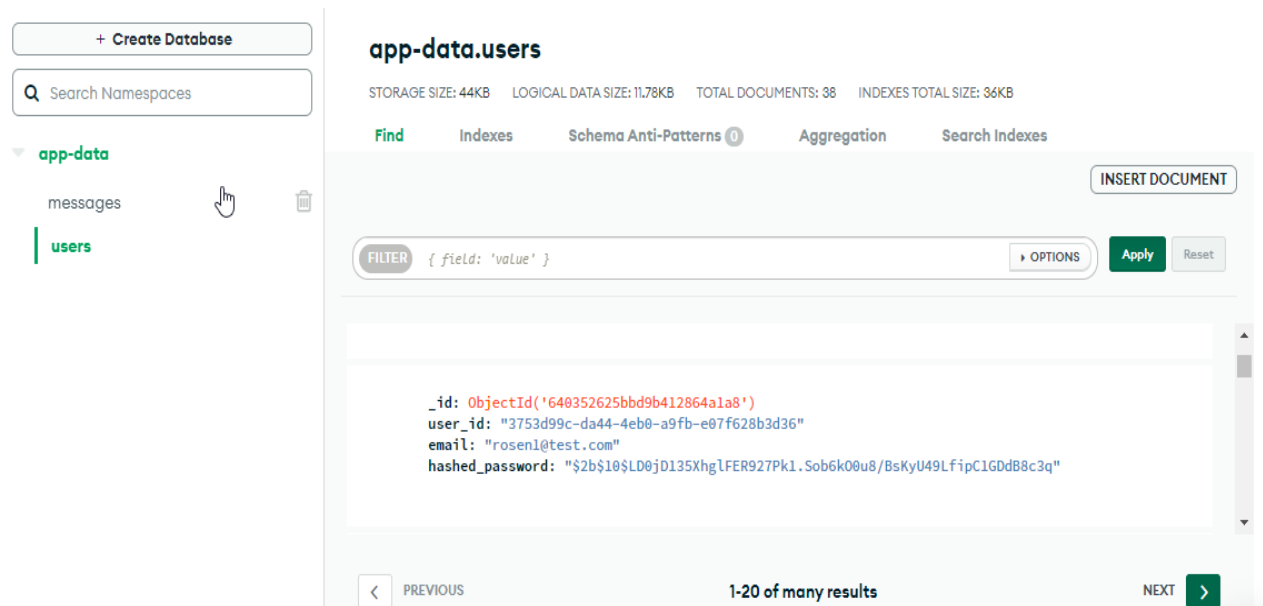 + Create Database
Search Namespaces
app-data
messages
users
app-data.users
STORAGE SIZE: 44KB LOGICAL DATA SIZE: 11.78KB TOTAL DOCUMENTS: 38 INDEXES TOTAL SIZE: 36KB
Find Indexes Schema Anti-Patterns 0 Aggregation Search Indexes
INSERT DOCUMENT
FILTER { field: 'value' } OPTIONS Apply Reset
_id: ObjectId('640352625bbd9b412864a1a8')
user_id: "3753d99c-da44-4eb0-a9fb-e07f628b3d36"
email: "rosen1@test.com"
hashed_password: "$2b$10$LD0jD135XhglFER927Pk1.Sob6kO0u8/BsKyU49LfipC1GDdB8c3q"
PREVIOUS 1-20 of many results NEXT